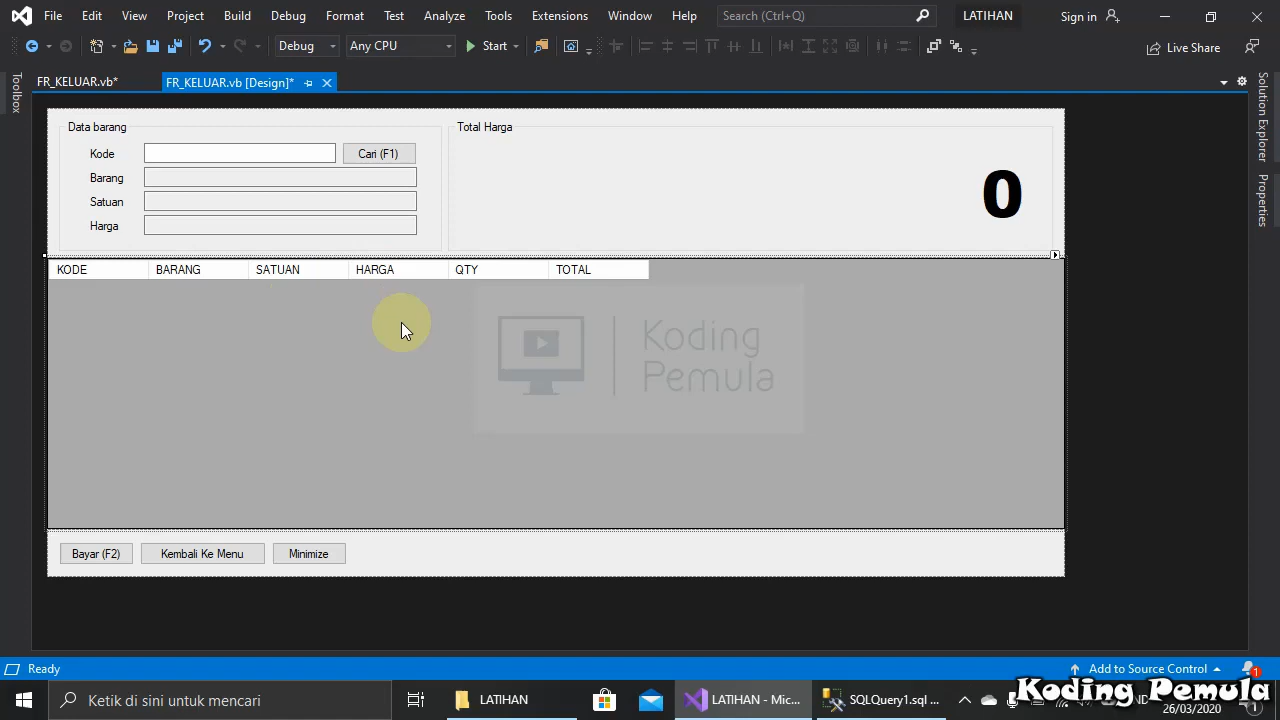 File Edit View Project Build Debug Format Test Analyze Tools Extensions Window Help Search (Ctrl+Q) LATIHAN Sign in
Debug Any CPU Start Live Share
FR_KELUAR.vb* FR_KELUAR.vb [Design]*
Toolbox
Solution Explorer
Properties
Data barang
Kode Cari (F1)
Barang
Satuan
Harga
Total Harga
0
KODE BARANG SATUAN HARGA QTY TOTAL
Koding
Pemula
Bayar (F2) Kembali Ke Menu Minimize
Ready Add to Source Control 1
Ketik di sini untuk mencari LATIHAN LATIHAN - Mic... SQLQuery1.sql ...
Koding Pemula
26/03/2020 1